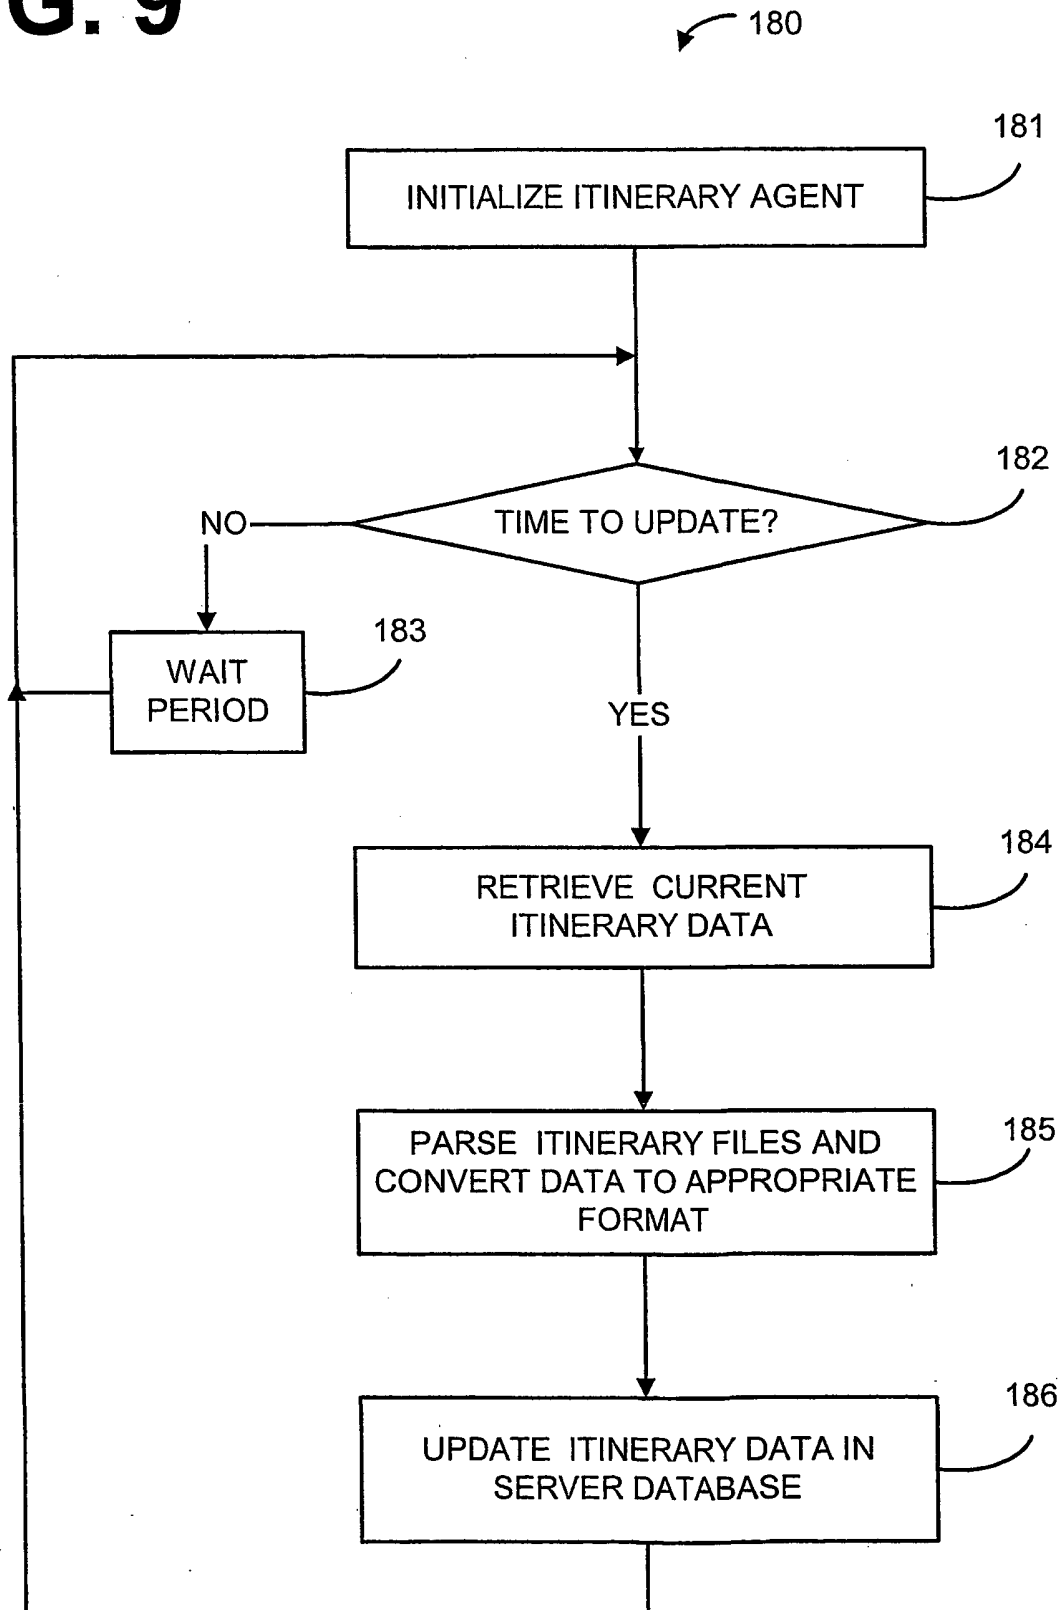 G. 9
180
181
INITIALIZE ITINERARY AGENT
182
TIME TO UPDATE?
NO
183
WAIT
PERIOD
YES
184
RETRIEVE CURRENT
ITINERARY DATA
185
PARSE ITINERARY FILES AND
CONVERT DATA TO APPROPRIATE
FORMAT
186
UPDATE ITINERARY DATA IN
SERVER DATABASE